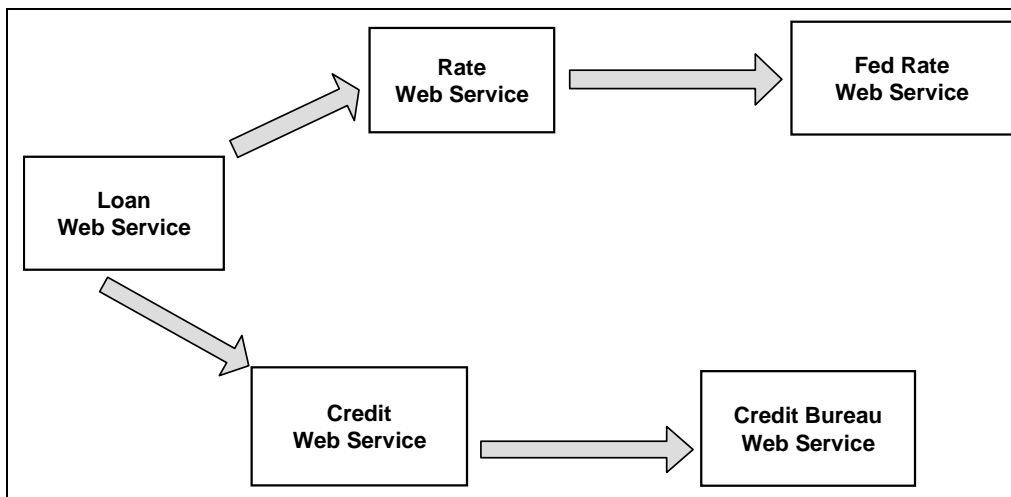 Rate
Web Service
Fed Rate
Web Service
Loan
Web Service
Credit
Web Service
Credit Bureau
Web Service